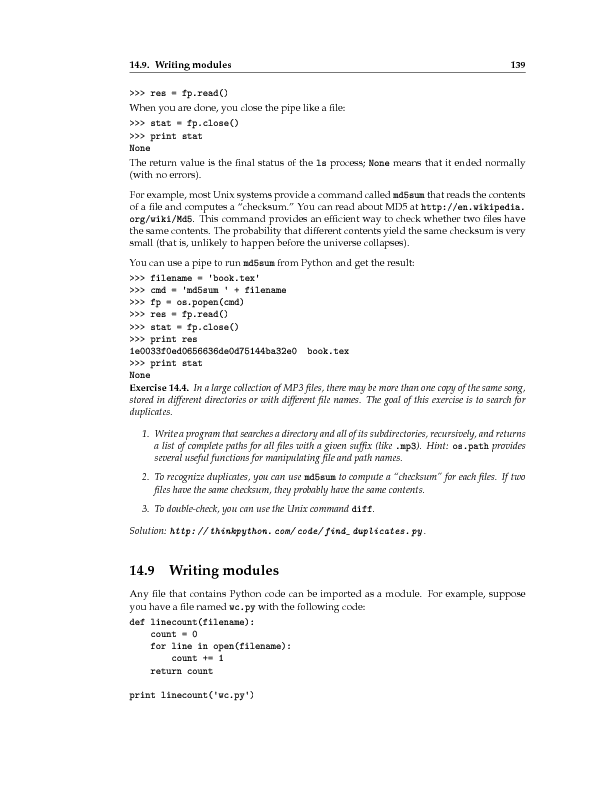 14.9. Writing modules 139
>>> res = fp.read()
When you are done, you close the pipe like a file:
>>> stat = fp.close()
>>> print stat
None
The return value is the final status of the ls process; None means that it ended normally
(with no errors).
For example, most Unix systems provide a command called md5sum that reads the contents
of a file and computes a “checksum.” You can read about MD5 at http://en.wikipedia.
org/wiki/Md5. This command provides an efficient way to check whether two files have
the same contents. The probability that different contents yield the same checksum is very
small (that is, unlikely to happen before the universe collapses).
You can use a pipe to run md5sum from Python and get the result:
>>> filename = 'book.tex'
>>> cmd = 'md5sum ' + filename
>>> fp = os.popen(cmd)
>>> res = fp.read()
>>> stat = fp.close()
>>> print res
1e0033f0ed0656636de0d75144ba32e0  book.tex
>>> print stat
None
Exercise 14.4. In a large collection of MP3 files, there may be more than one copy of the same song,
stored in different directories or with different file names. The goal of this exercise is to search for
duplicates.
1. Write a program that searches a directory and all of its subdirectories, recursively, and returns
a list of complete paths for all files with a given suffix (like .mp3). Hint: os.path provides
several useful functions for manipulating file and path names.
2. To recognize duplicates, you can use md5sum to compute a “checksum” for each files. If two
files have the same checksum, they probably have the same contents.
3. To double-check, you can use the Unix command diff.
Solution: http://thinkpython.com/code/find_duplicates.py.
14.9 Writing modules
Any file that contains Python code can be imported as a module. For example, suppose
you have a file named wc.py with the following code:
def linecount(filename):
    count = 0
    for line in open(filename):
        count += 1
    return count
print linecount('wc.py')